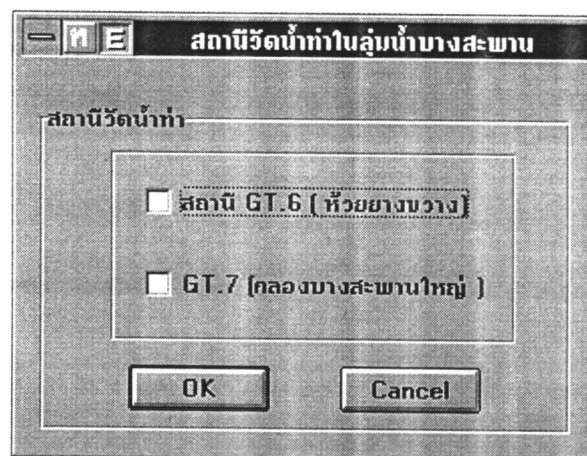 ก E สถานีวัดน้ำท่าในลุ่มน้ำบางสะพาน
สถานีวัดน้ำท่า
สถานี GT.6 ( ห้วยยางขวาง)
GT.7 (คลองบางสะพานใหญ่ )
OK Cancel